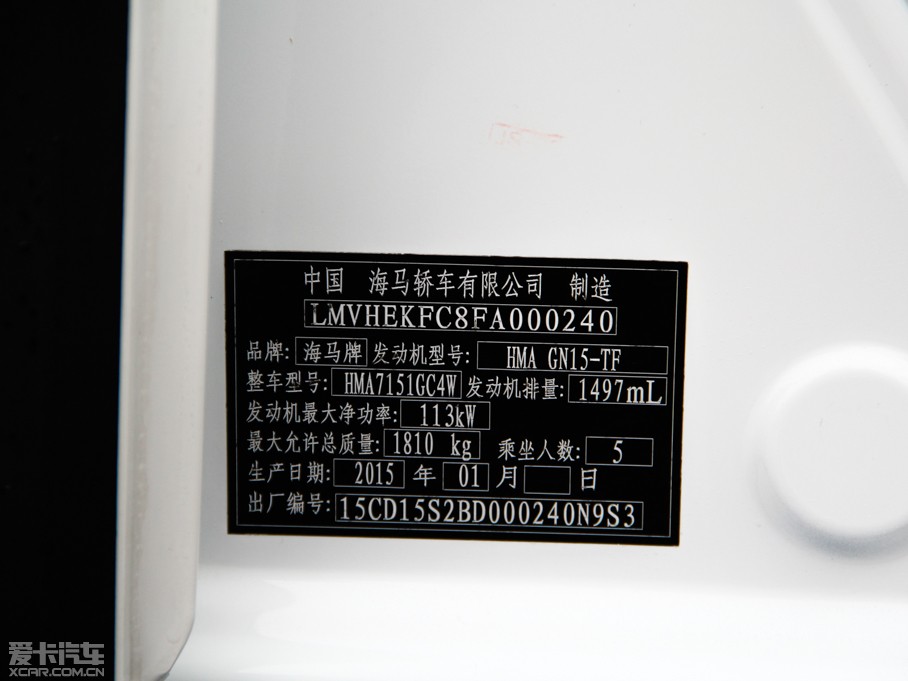 中国 海马轿车有限公司 制造
LMVHEKFC8FA000240
品牌: 海马牌 发动机型号: HMA GN15-TF
整车型号: HMA7151GC4W 发动机排量: 1497mL
发动机最大净功率: 113kW
最大允许总质量: 1810 kg 乘坐人数: 5
生产日期: 2015 年 01 月 日
出厂编号: 15CD15S2BD000240N9S3
爱卡汽车
XCAR.COM.CN